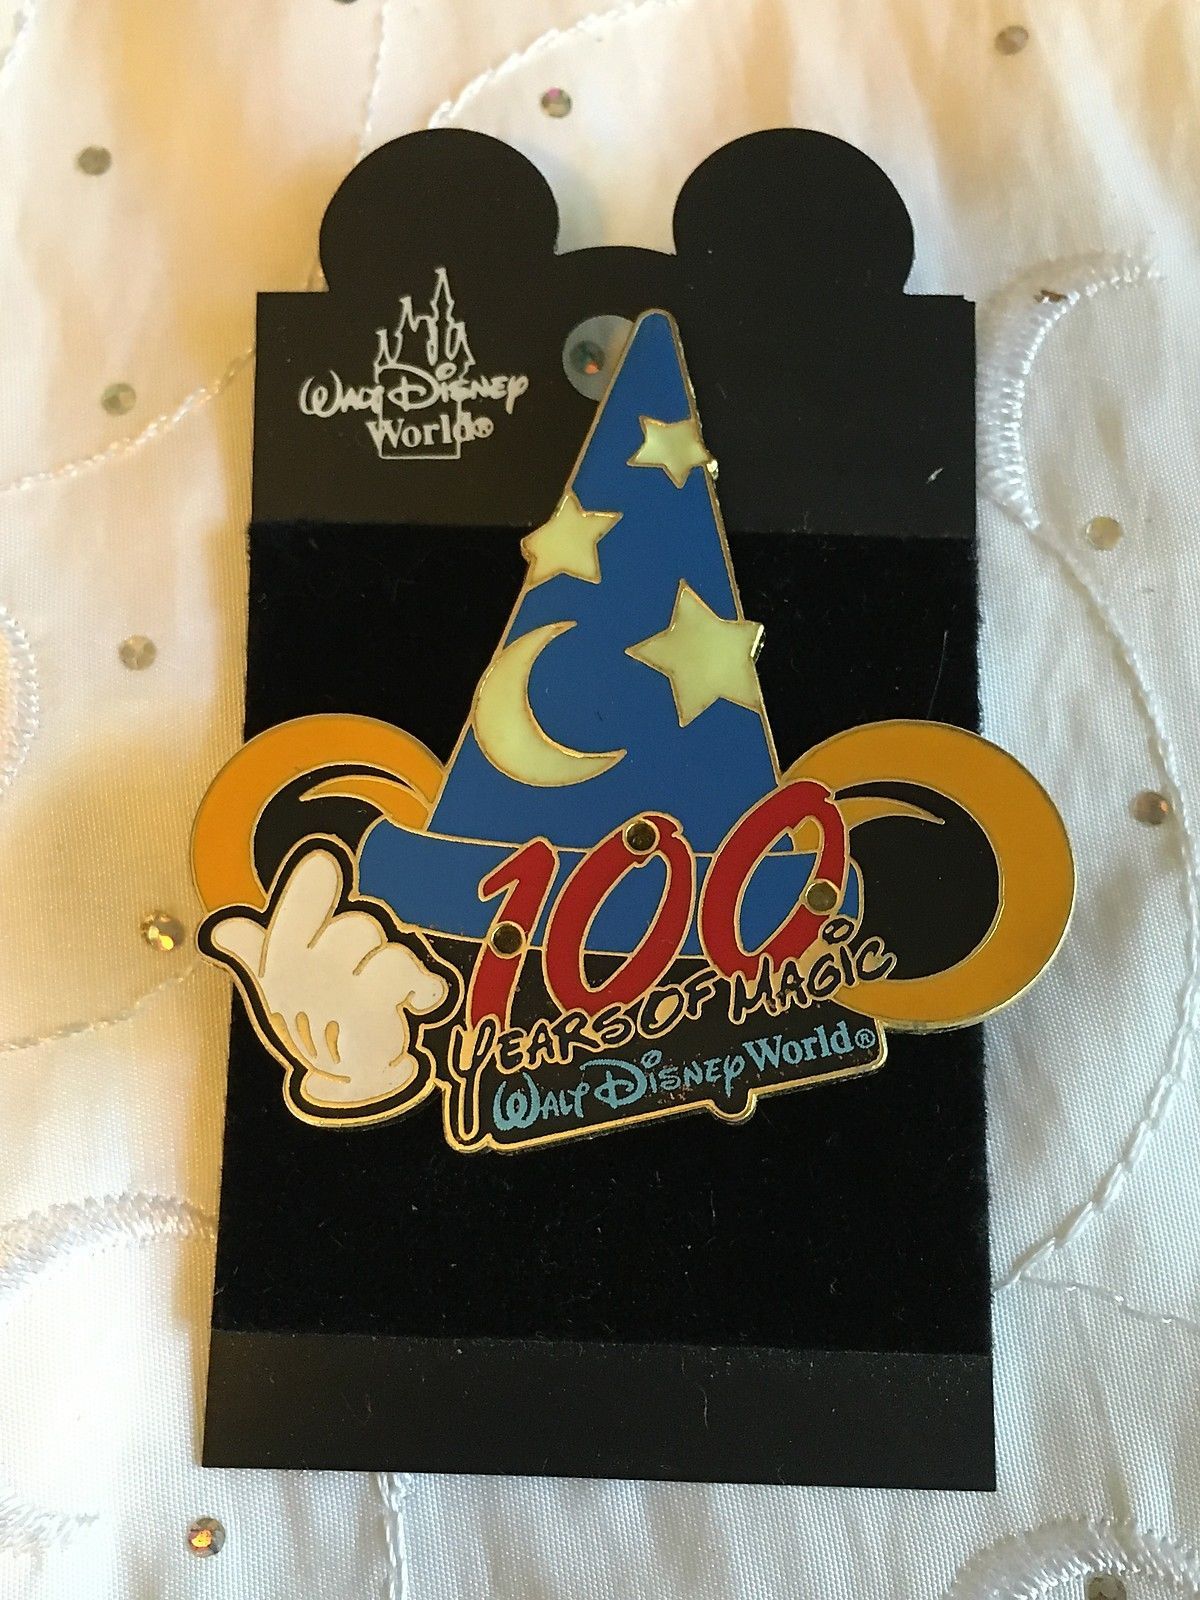 WALT DISNEY
World®
100
YEARS OF MAGIC
WALT DISNEY World®